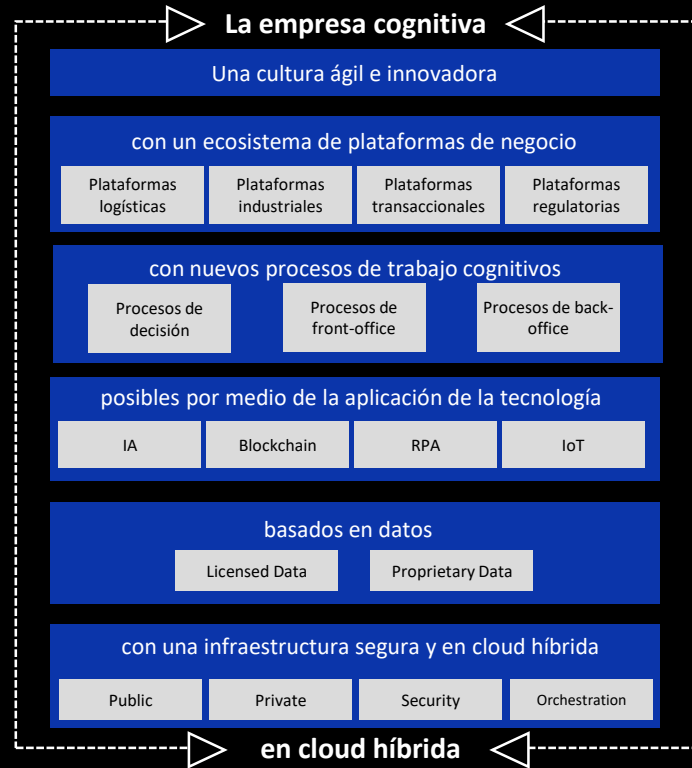 La empresa cognitiva
Una cultura ágil e innovadora
con un ecosistema de plataformas de negocio
Plataformas
logísticas
Plataformas
industriales
Plataformas
transaccionales
Plataformas
regulatorias
con nuevos procesos de trabajo cognitivos
Procesos de
decisión
Procesos de
front-office
Procesos de back-
office
posibles por medio de la aplicación de la tecnología
IA
Blockchain
RPA
IoT
basados en datos
Licensed Data
Proprietary Data
con una infraestructura segura y en cloud híbrida
Public
Private
Security
Orchestration
en cloud híbrida